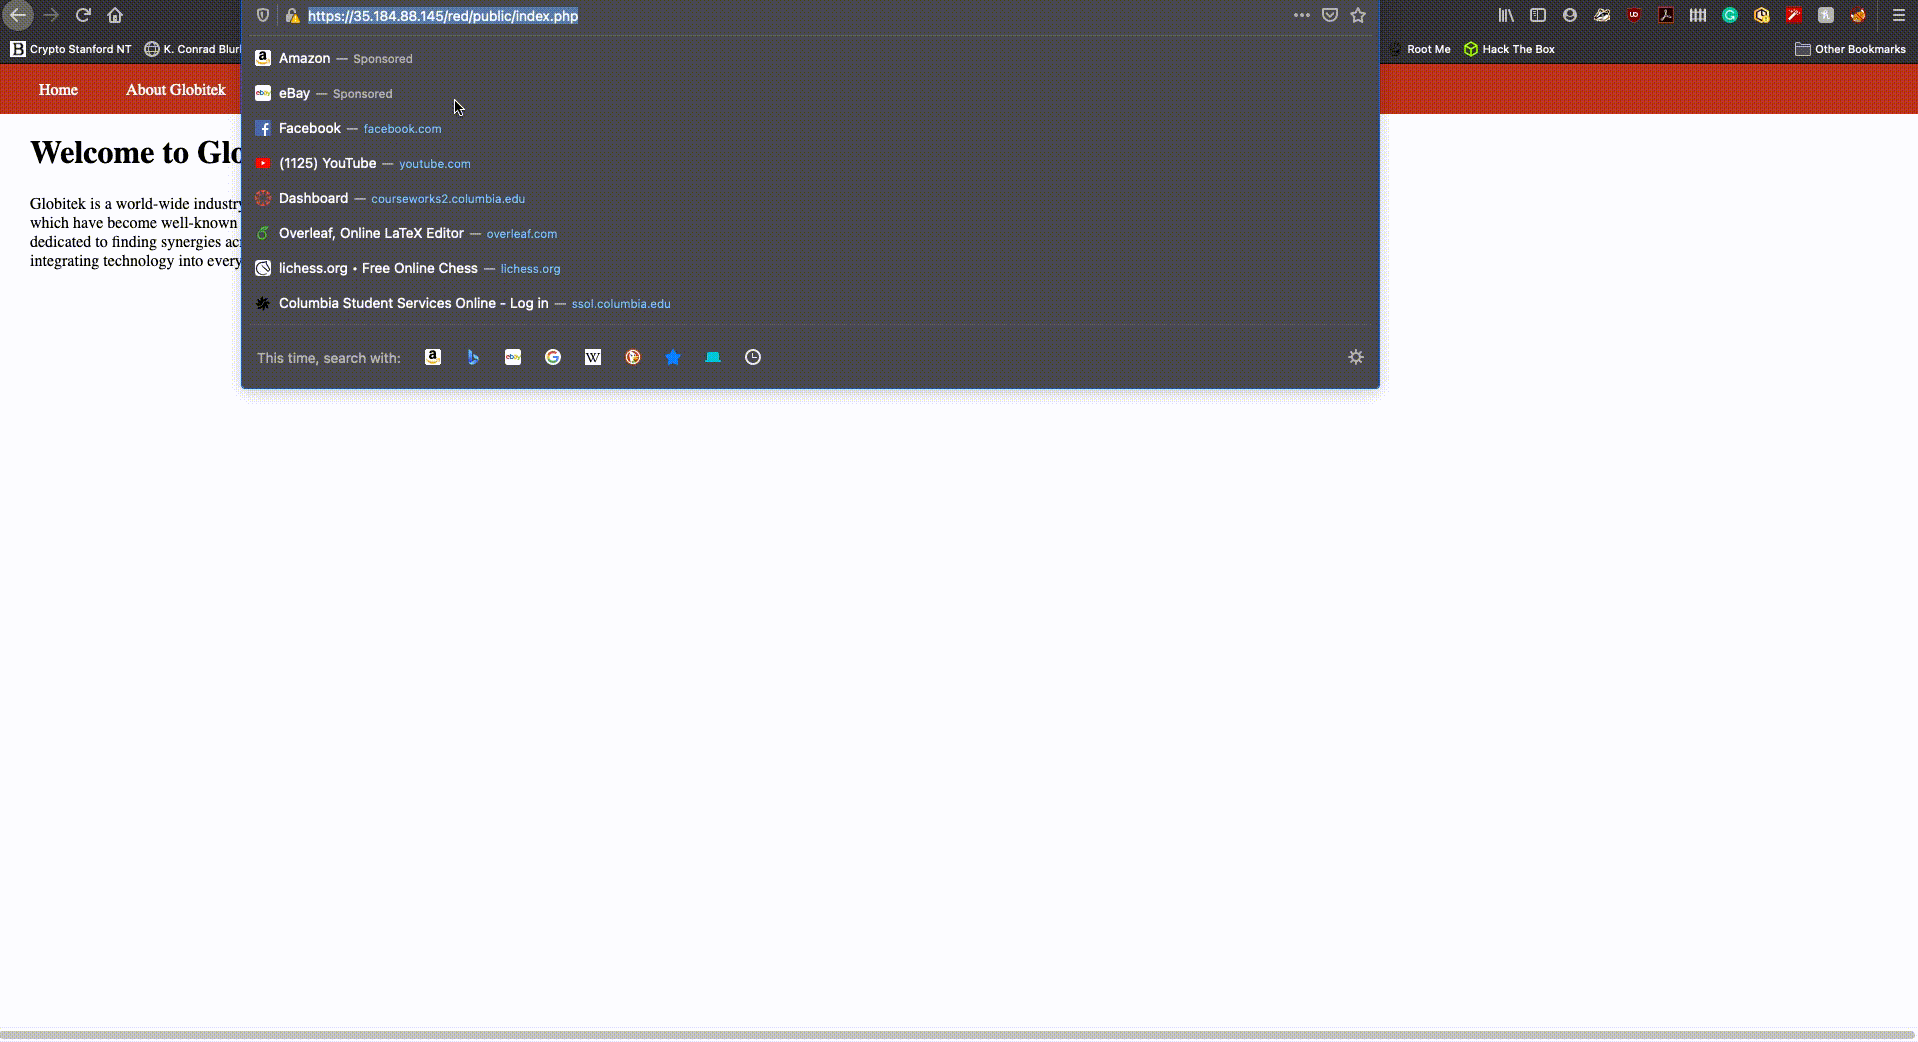 https://35.184.88.145/red/public/index.php
Crypto Stanford NT K. Conrad Blur Root Me Hack The Box Other Bookmarks
Home About Globitek
Amazon — Sponsored
eBay — Sponsored
Facebook — facebook.com
(1125) YouTube — youtube.com
Dashboard — courseworks2.columbia.edu
Overleaf, Online LaTeX Editor — overleaf.com
lichess.org • Free Online Chess — lichess.org
Columbia Student Services Online - Log in — ssol.columbia.edu
This time, search with:
Welcome to Glo
Globitek is a world-wide industry
which have become well-known
dedicated to finding synergies
integrating technology into every